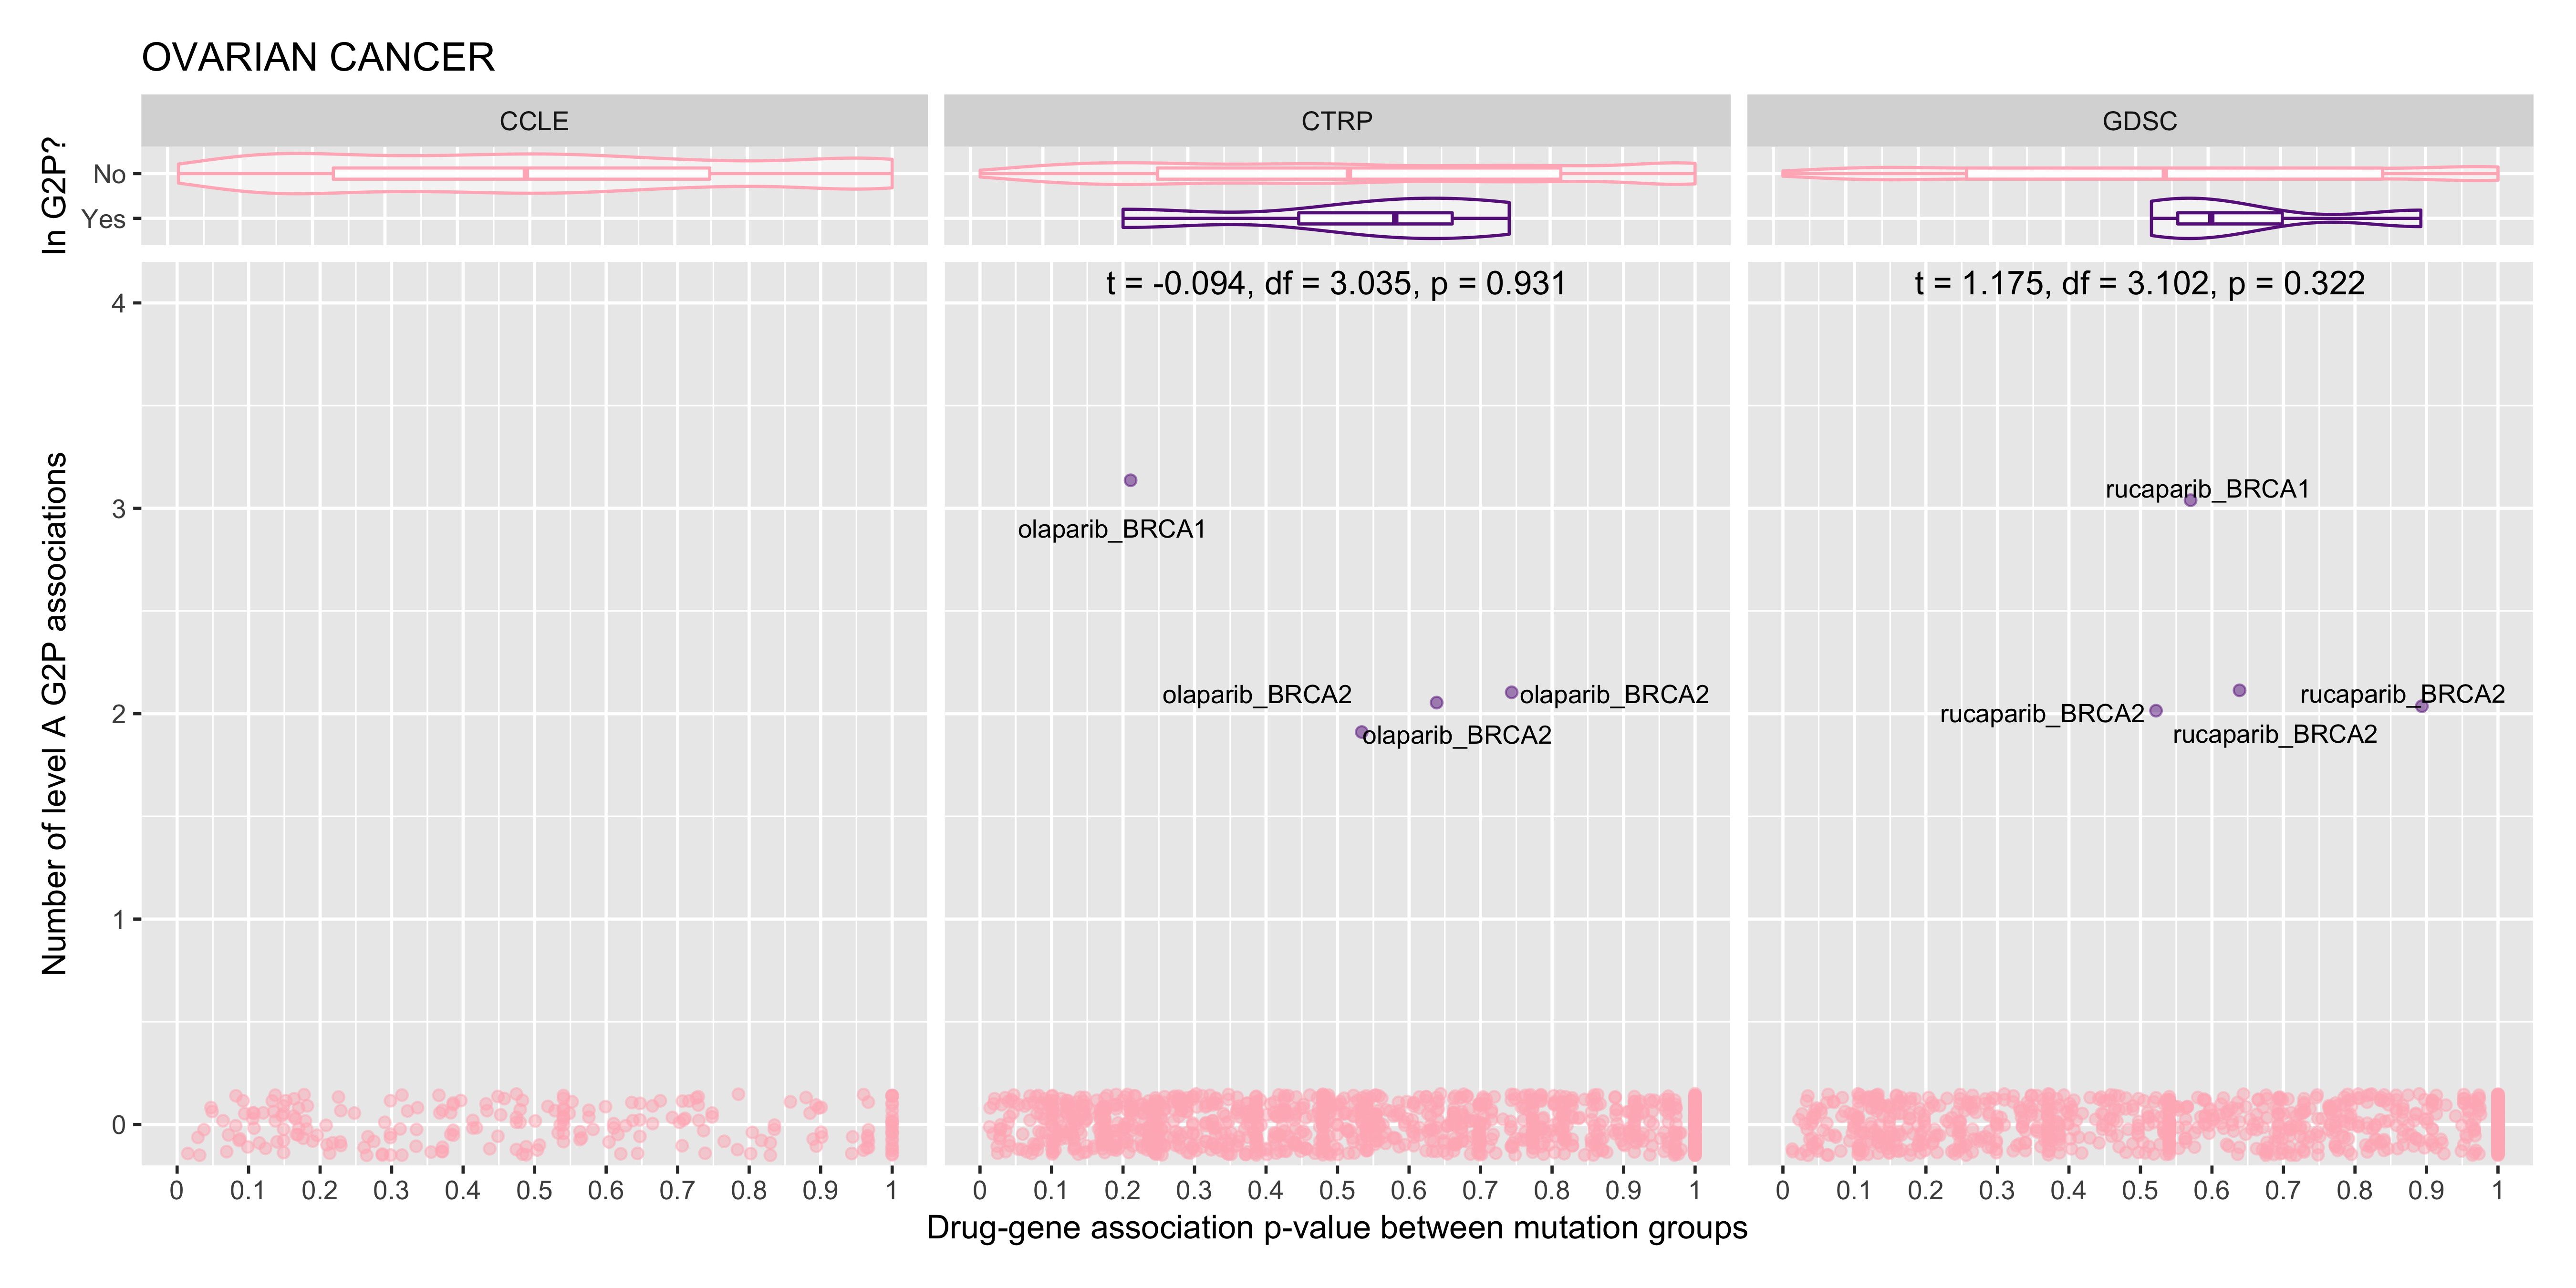 OVARIAN CANCER
CCLE
CTRP
GDSC
In G2P?
No
Yes
t = -0.094, df = 3.035, p = 0.931
t = 1.175, df = 3.102, p = 0.322
Number of level A G2P associations
4
3
2
1
0
olaparib_BRCA1
rucaparib_BRCA1
olaparib_BRCA2
olaparib_BRCA2
olaparib_BRCA2
rucaparib_BRCA2
rucaparib_BRCA2
rucaparib_BRCA2
0 0.1 0.2 0.3 0.4 0.5 0.6 0.7 0.8 0.9 1
0 0.1 0.2 0.3 0.4 0.5 0.6 0.7 0.8 0.9 1
0 0.1 0.2 0.3 0.4 0.5 0.6 0.7 0.8 0.9 1
Drug-gene association p-value between mutation groups